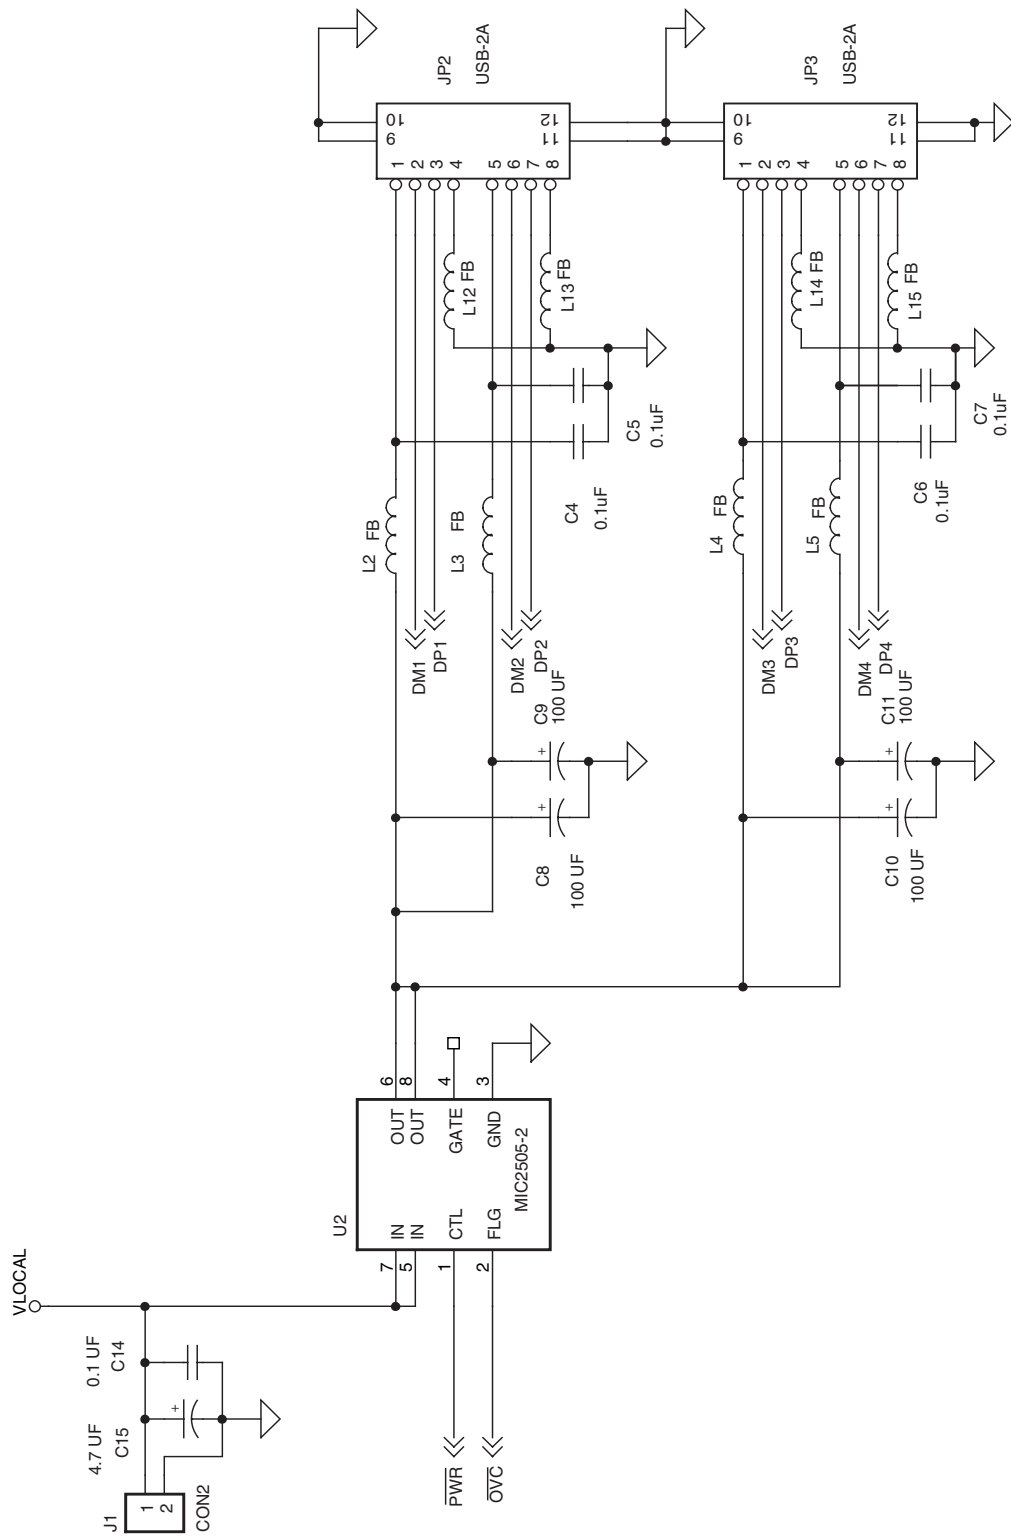 VLOCAL
J1
1
2
CON2
4.7 UF
C15
0.1 UF
C14
PWR
OVC
U2
7
5
1
2
IN
IN
CTL
FLG
OUT
OUT
GATE
GND
MIC2505-2
6
8
4
3
C8
100 UF
+
C9
100 UF
+
C10
100 UF
+
C11
100 UF
+
+
DM1
DP1
DM2
DP2
DM3
DP3
DM4
DP4
L2 FB
L3 FB
L4 FB
L5 FB
C4
0.1uF
C5
0.1uF
C6
0.1uF
C7
0.1uF
L12 FB
L13 FB
L14 FB
L15 FB
1
2
3
4
5
6
7
8
9
10
11
12
JP2
USB-2A
1
2
3
4
5
6
7
8
9
10
11
12
JP3
USB-2A